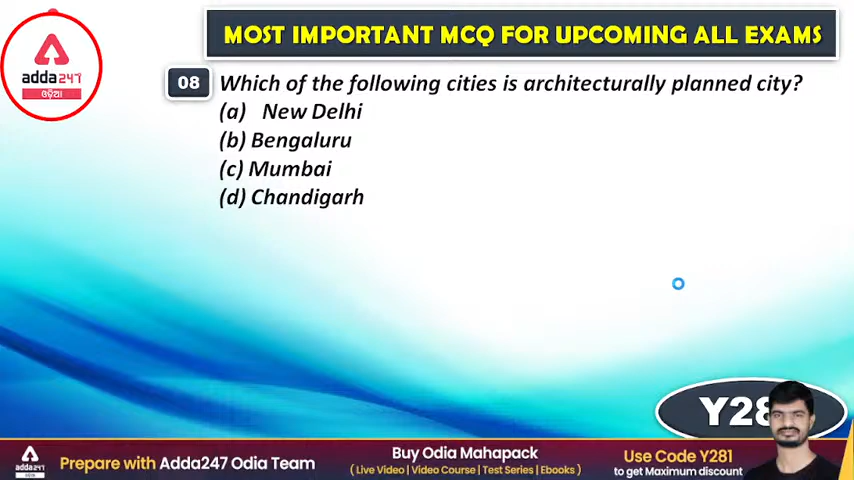 MOST IMPORTANT MCQ FOR UPCOMING ALL EXAMS
adda247
ଓଡ଼ିଆ
08 Which of the following cities is architecturally planned city?
(a) New Delhi
(b) Bengaluru
(c) Mumbai
(d) Chandigarh
Y28
adda247
Prepare with Adda247 Odia Team
Buy Odia Mahapack
( Live Video | Video Course | Test Series | Ebooks )
Use Code Y281
to get Maximum discount